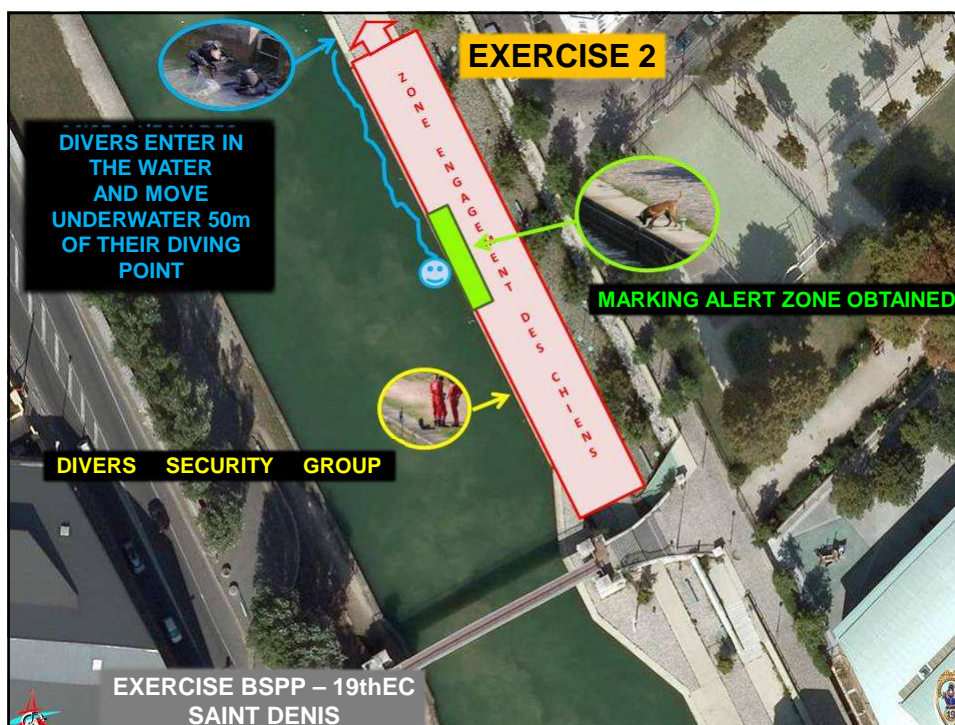 EXERCISE 2
ZONE ENGAGEMENT DES CHIENS
DIVERS ENTER IN
THE WATER
AND MOVE
UNDERWATER 50m
OF THEIR DIVING
POINT
MARKING ALERT ZONE OBTAINED
DIVERS SECURITY GROUP
EXERCISE BSPP – 19thEC
SAINT DENIS